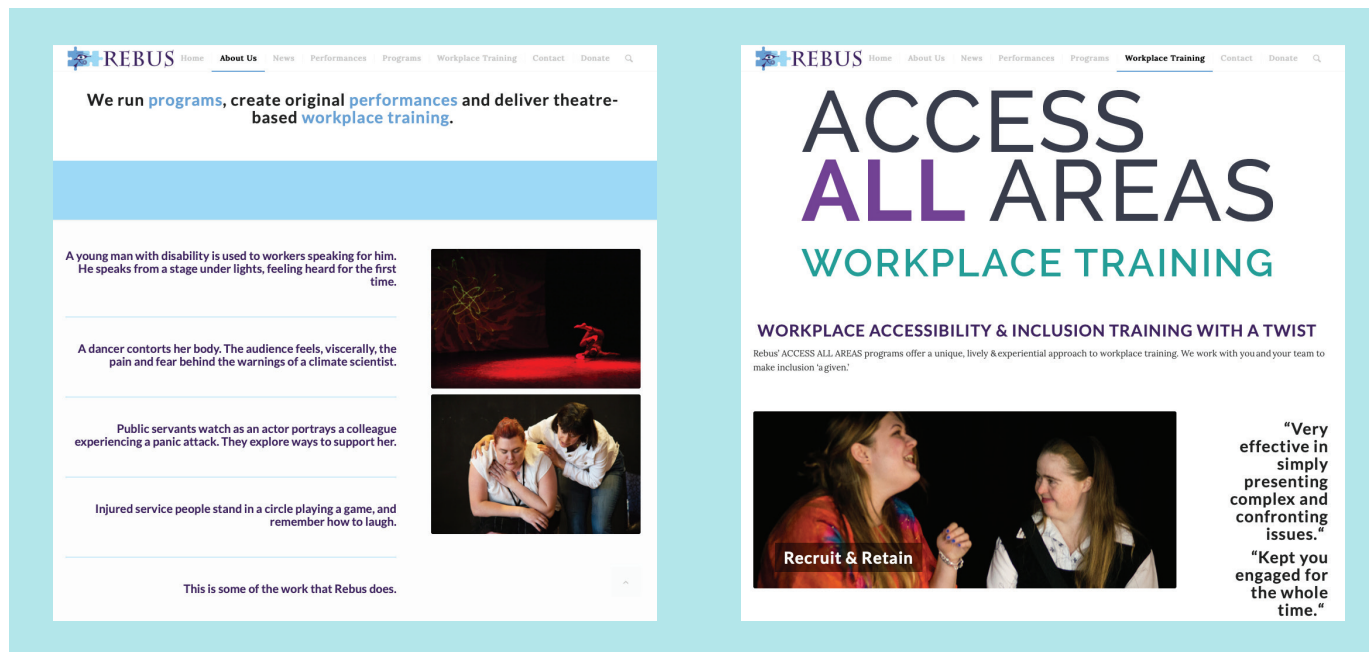 REBUS Home About Us News Performances Programs Workplace Training Contact Donate
We run programs, create original performances and deliver theatre-
based workplace training.
A young man with disability is used to workers speaking for him.
He speaks from a stage under lights, feeling heard for the first
time.
A dancer contorts her body. The audience feels, viscerally, the
pain and fear behind the warnings of a climate scientist.
Public servants watch as an actor portrays a colleague
experiencing a panic attack. They explore ways to support her.
Injured service people stand in a circle playing a game, and
remember how to laugh.
This is some of the work that Rebus does.
REBUS Home About Us News Performances Programs Workplace Training Contact Donate
ACCESS
ALL AREAS
WORKPLACE TRAINING
WORKPLACE ACCESSIBILITY & INCLUSION TRAINING WITH A TWIST
Rebus' ACCESS ALL AREAS programs offer a unique, lively & experiential approach to workplace training. We work with you and your team to
make inclusion 'a given.'
Recruit & Retain
“Very
effective in
simply
presenting
complex and
confronting
issues.“
“Kept you
engaged for
the whole
time.“